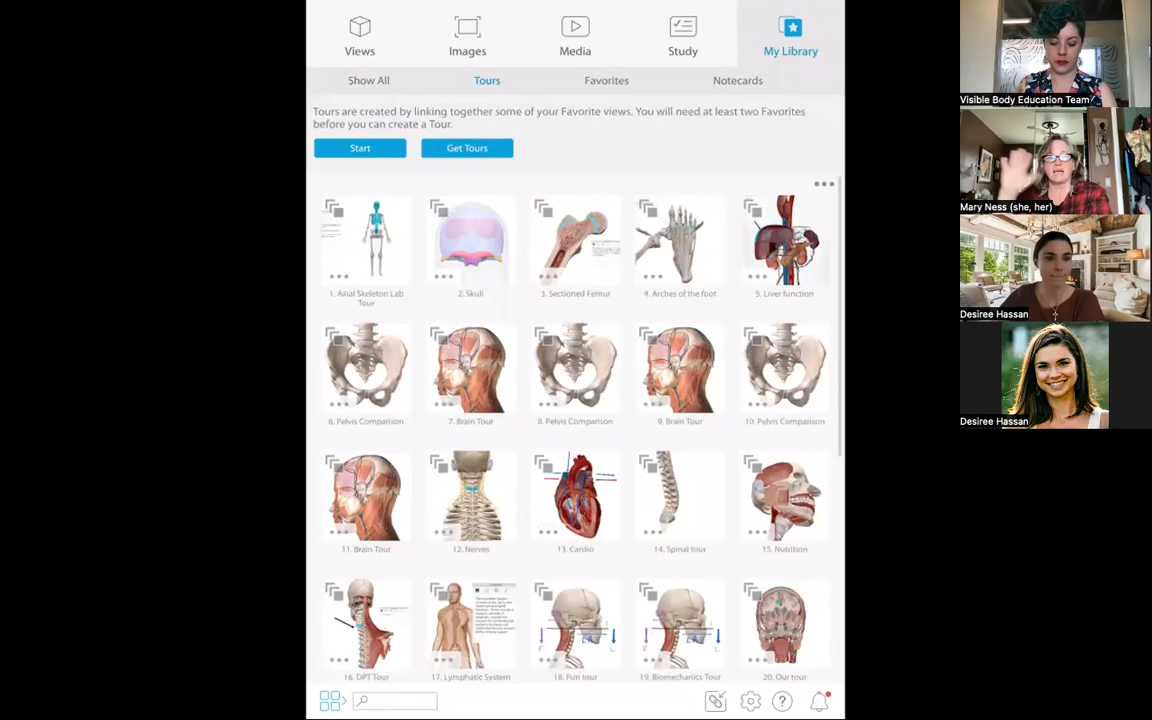 Views
Images
Media
Study
My Library
Show All
Tours
Favorites
Notecards
Tours are created by linking together some of your Favorite views. You will need at least two Favorites
before you can create a Tour.
Start
Get Tours
1. Axial Skeleton Lab
Tour
2. Skull
3. Sectioned Femur
4. Arches of the foot
5. Liver function
6. Pelvis Comparison
7. Brain Tour
8. Pelvis Comparison
9. Brain Tour
10. Pelvis Comparison
11. Brain Tour
12. Nerves
13. Cardio
14. Spinal tour
15. Nutrition
16. DPT Tour
17. Lymphatic System
18. Fun tour
19. Biomechanics Tour
20. Our tour
Visible Body Education Team
Mary Ness (she, her)
Desiree Hassan
Desiree Hassan